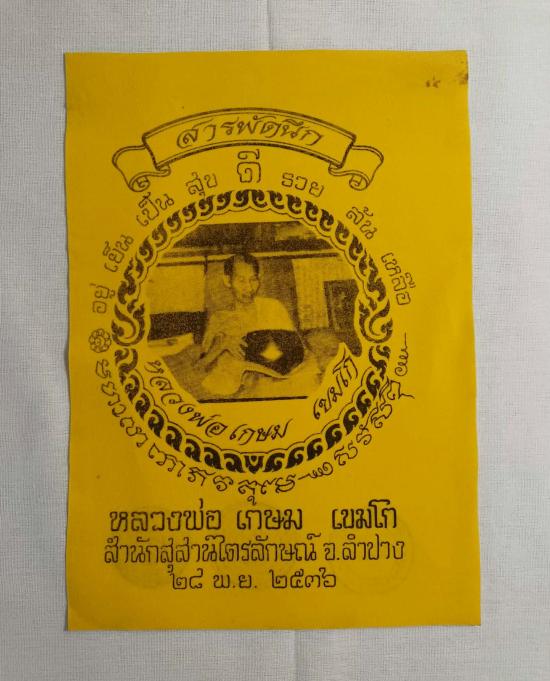 สารพัดนึก
อยู่ เย็น เป็น สุข ดี รวย ล้น เหลือ
หลวงพ่อ เกษม เขมโก
หลวงพ่อ เกษม เขมโก
สำนักสุสานไตรลักษณ์ จ.ลำปาง
๒๘ พ.ย. ๒๕๓๖